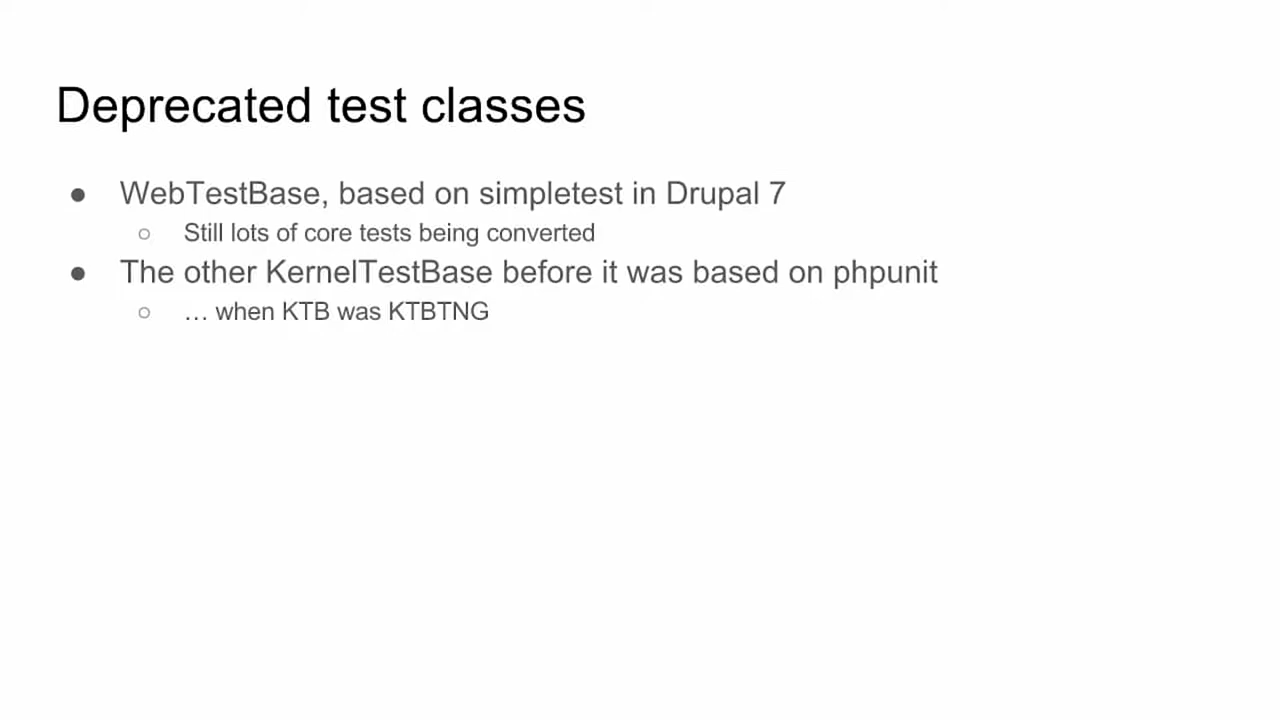 Deprecated test classes
● WebTestBase, based on simpletest in Drupal 7
○ Still lots of core tests being converted
● The other KernelTestBase before it was based on phpunit
○ … when KTB was KTBTNG